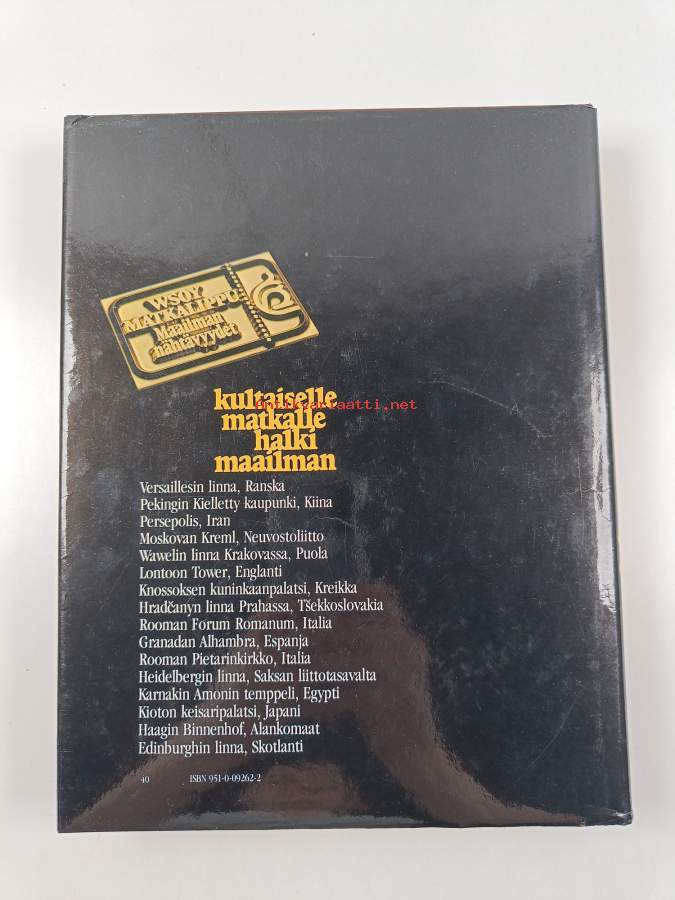 WSOY
MATKALIPPU
Maailman
nähtävyydet
kultaiselle
Antikvariaatti.net
matkalle
halki
maailman
Versaillesin linna, Ranska
Pekingin Kielletty kaupunki, Kiina
Persepolis, Iran
Moskovan Kreml, Neuvostoliitto
Wawelin linna Krakovassa, Puola
Lontoon Tower, Englanti
Knossoksen kuninkaanpalatsi, Kreikka
Hradčanyn linna Prahassa, Tšekkoslovakia
Rooman Forum Romanum, Italia
Granadan Alhambra, Espanja
Rooman Pietarinkirkko, Italia
Heidelbergin linna, Saksan liittotasavalta
Karnakin Amonin temppeli, Egypti
Kioton keisaripalatsi, Japani
Haagin Binnenhof, Alankomaat
Edinburghin linna, Skotlanti
40 ISBN 951-0-09262-2